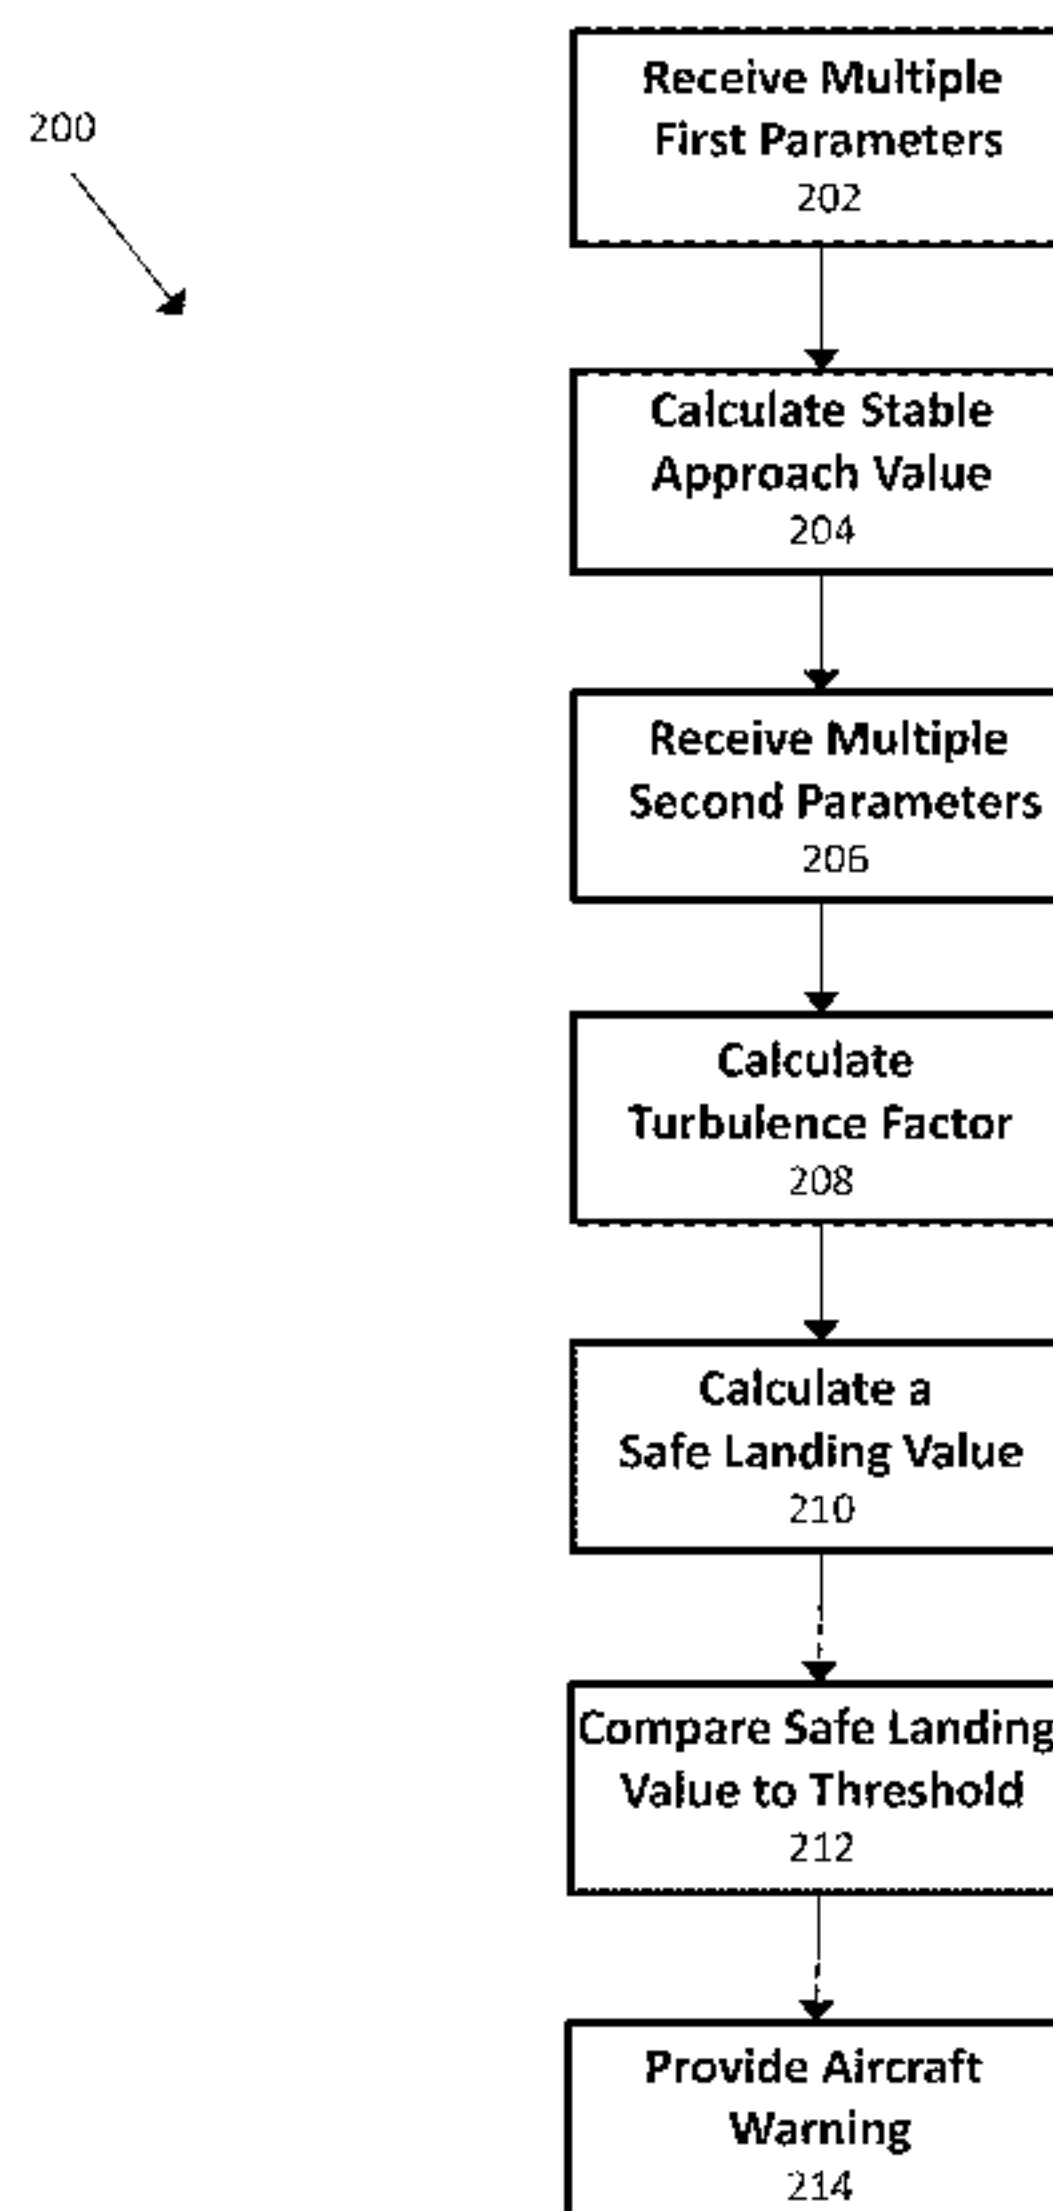 200
Receive Multiple
First Parameters
202
Calculate Stable
Approach Value
204
Receive Multiple
Second Parameters
206
Calculate
Turbulence Factor
208
Calculate a
Safe Landing Value
210
Compare Safe Landing
Value to Threshold
212
Provide Aircraft
Warning
214